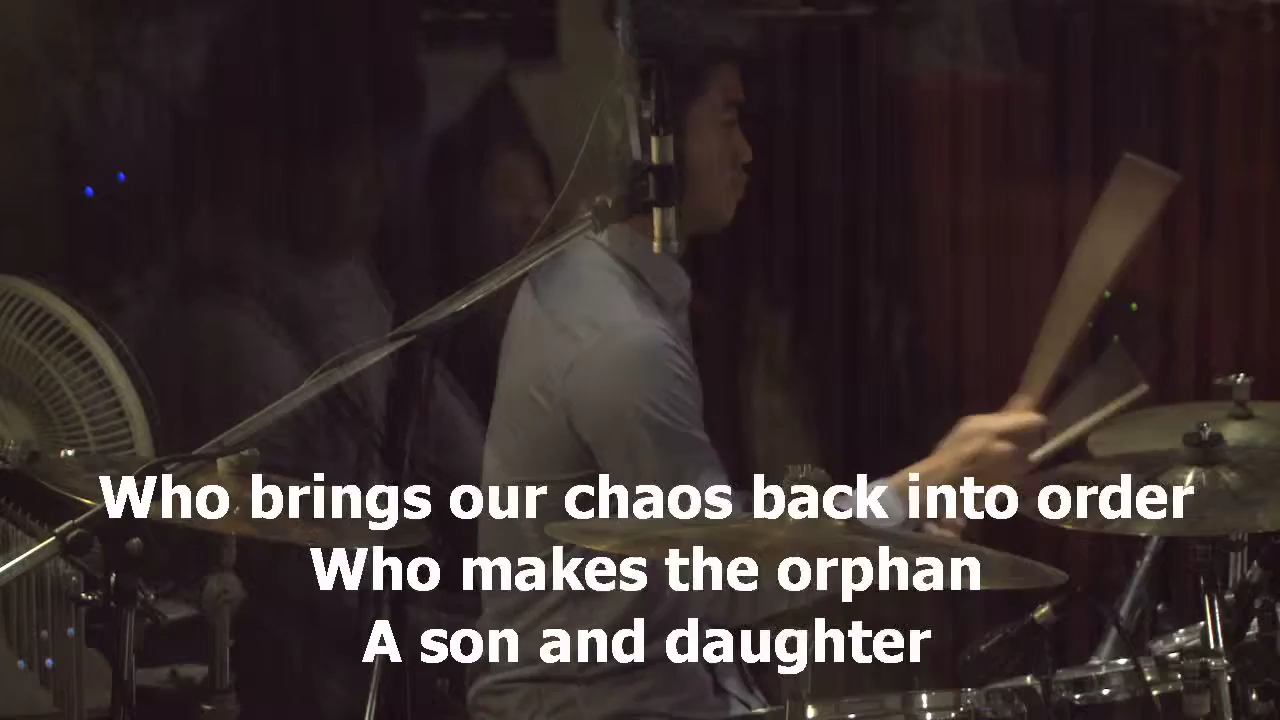 Who brings our chaos back into order
Who makes the orphan
A son and daughter